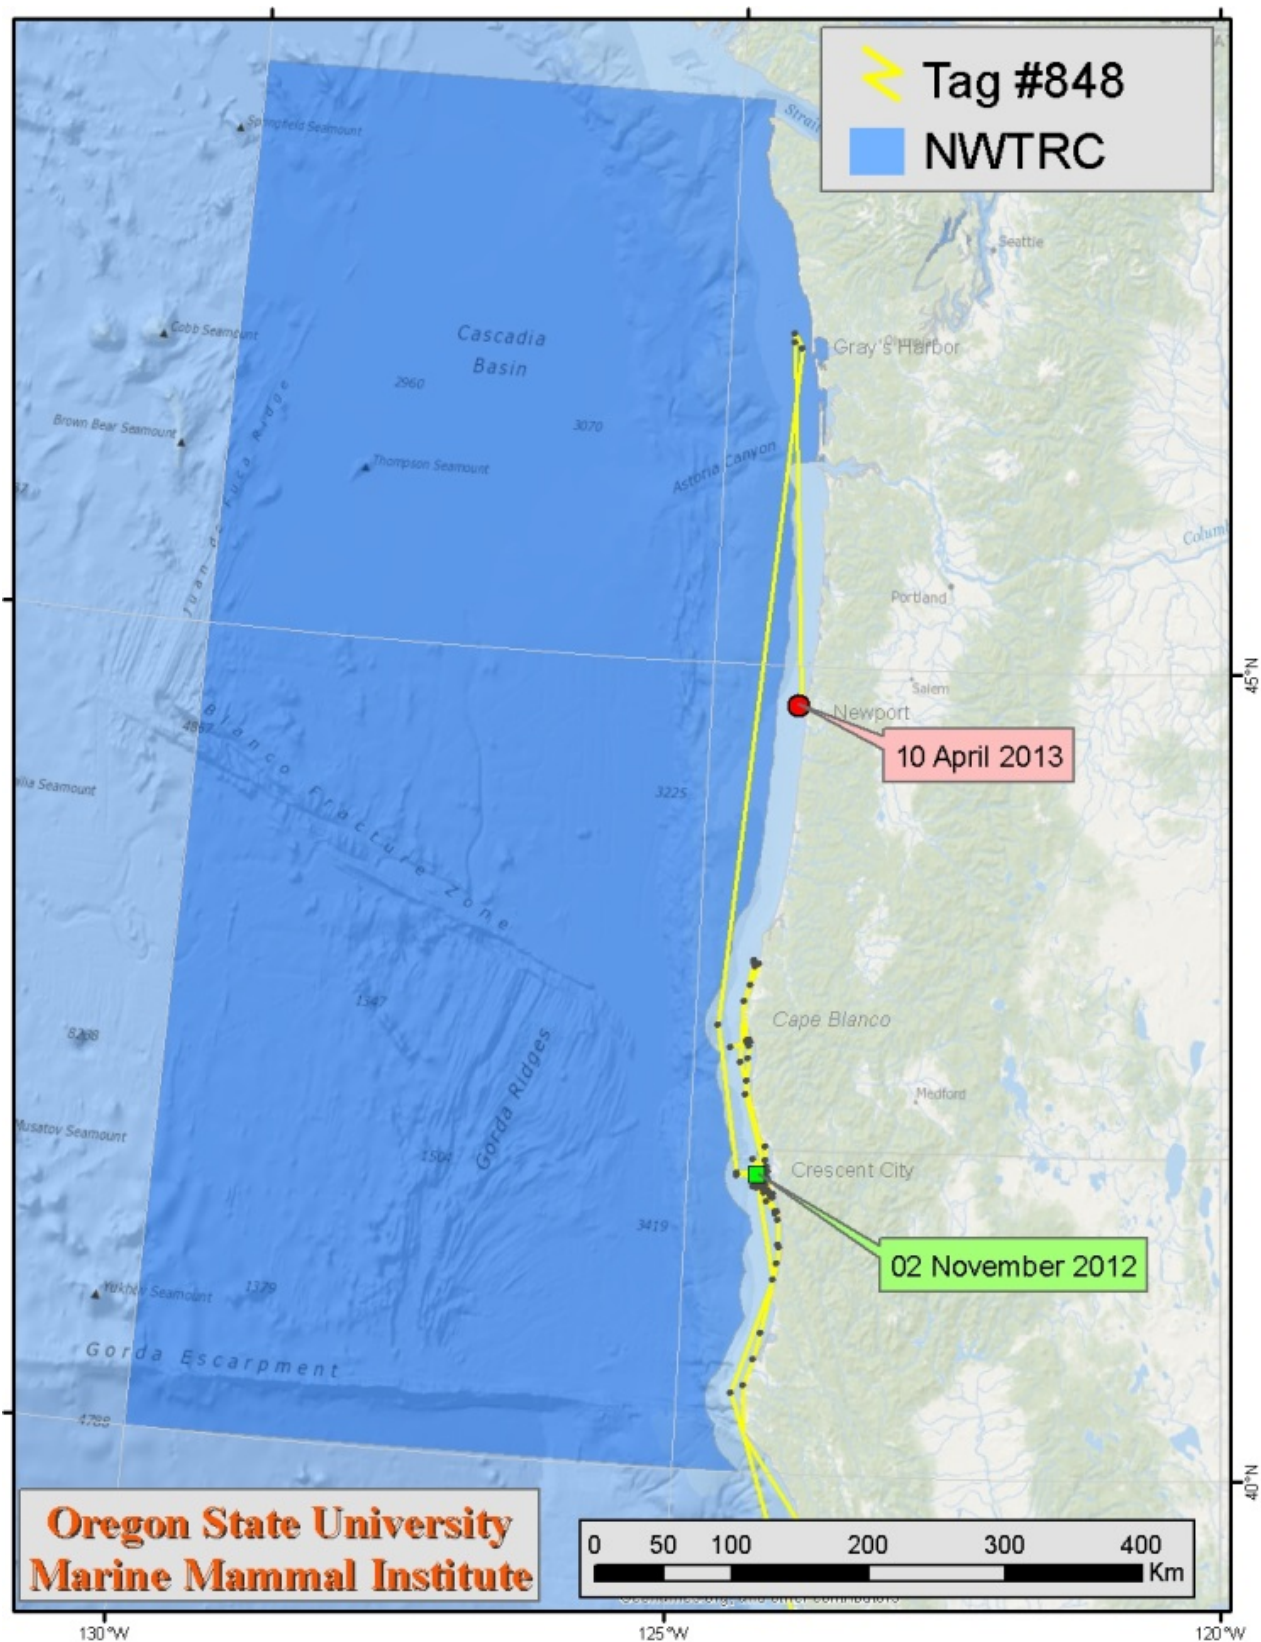 Tag #848
NWTRC
Springfield Seamount
Strait
Seattle
Cobb Seamount
Cascadia
Basin
Gray's Harbor
2960
Brown Bear Seamount
3070
Thompson Seamount
Astoria Canyon
Juan de Fuca Ridge
Portland
45°N
Salem
Newport
10 April 2013
Blanco Fracture Zone
3225
1347
Cape Blanco
Gorda Ridges
Medford
Musatov Seamount
1504
Crescent City
3419
02 November 2012
1379
Gorda Escarpment
4788
40°N
Oregon State University
Marine Mammal Institute
0 50 100 200 300 400
Km
130°W 125°W 120°W